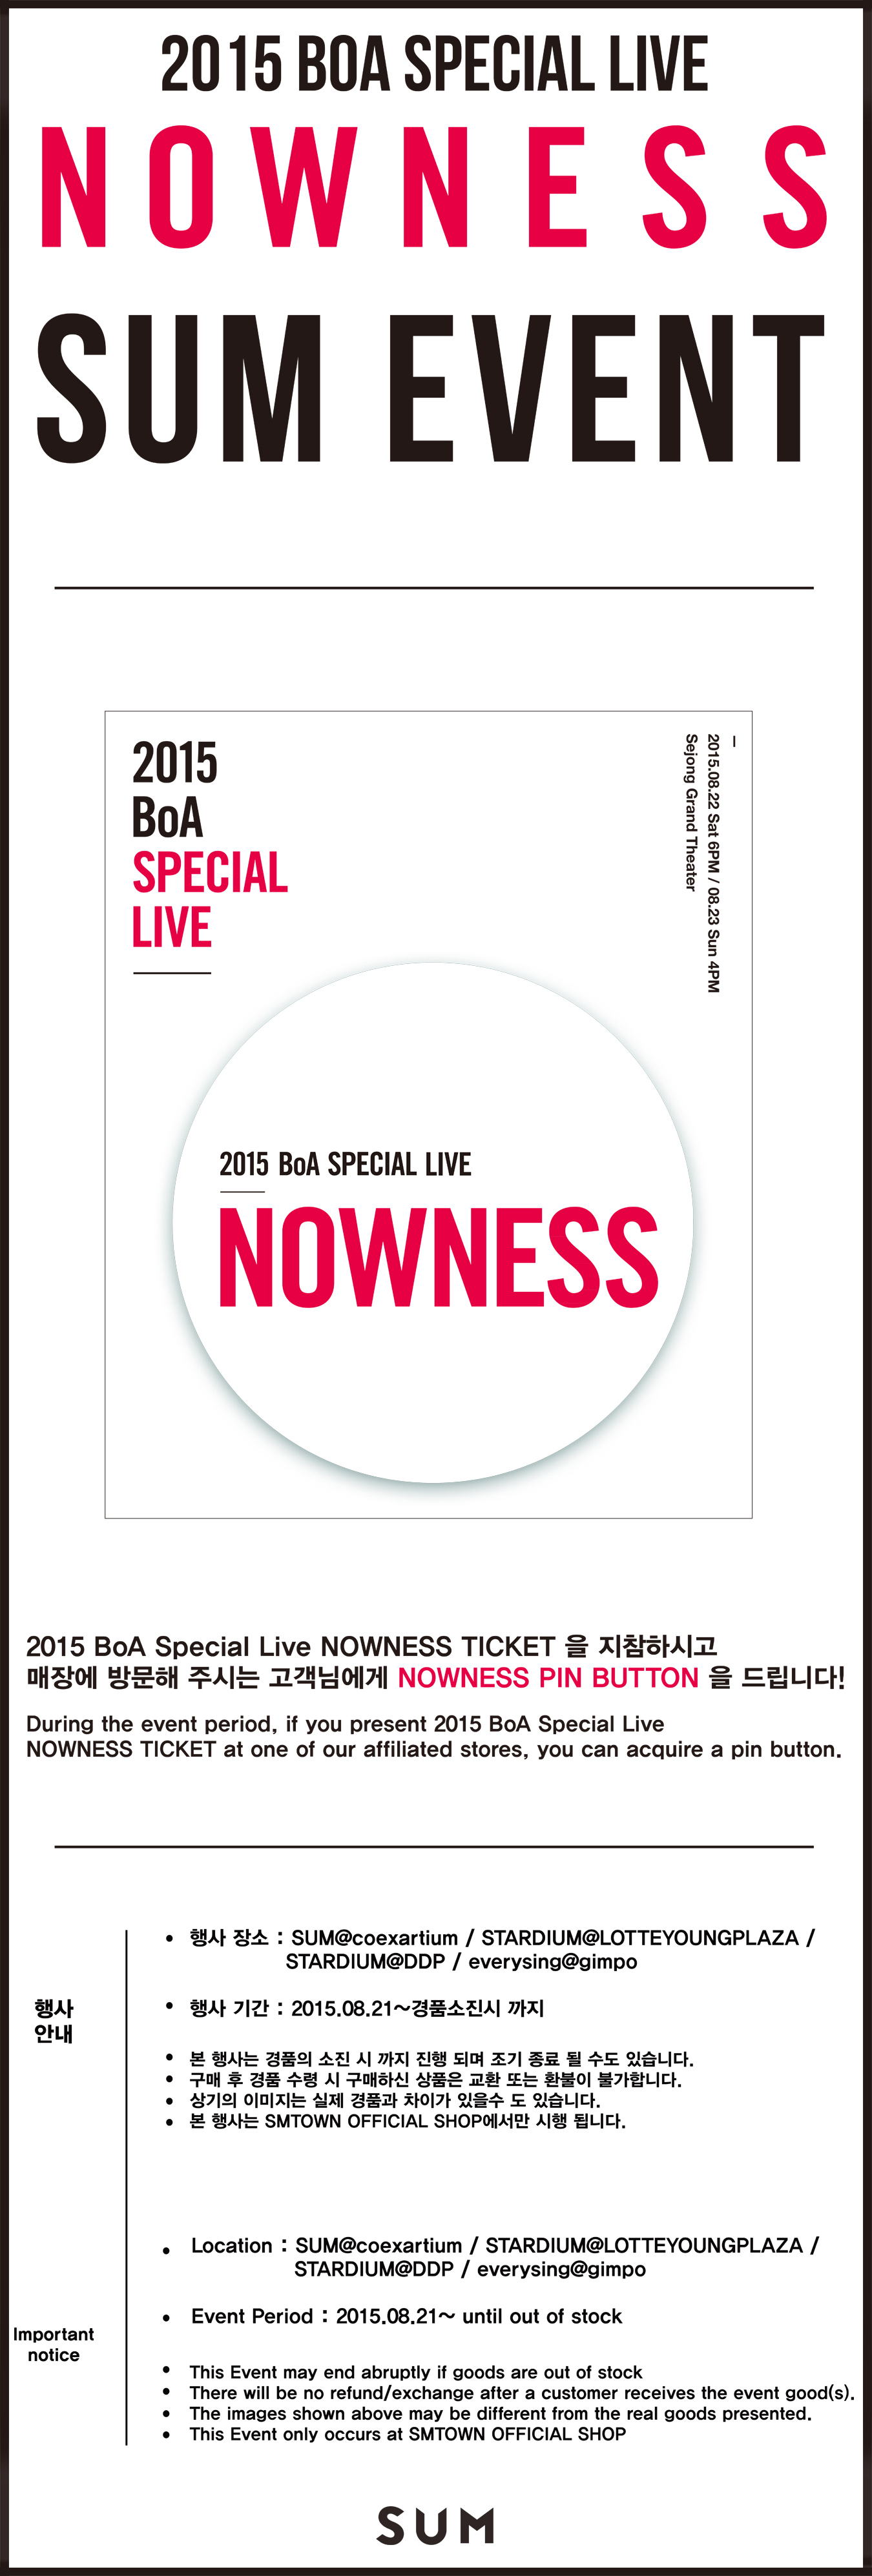 2015 BOA SPECIAL LIVE
NOWNESS
SUM EVENT
2015
BoA
SPECIAL
LIVE
2015.08.22 Sat 6PM / 08.23 Sun 4PM
Sejong Grand Theater
2015 BoA SPECIAL LIVE
NOWNESS
2015 BoA Special Live NOWNESS TICKET 을 지참하시고
매장에 방문해 주시는 고객님에게 NOWNESS PIN BUTTON 을 드립니다!
During the event period, if you present 2015 BoA Special Live
NOWNESS TICKET at one of our affiliated stores, you can acquire a pin button.
행사
안내
• 행사 장소 : SUM@coexartium / STARDIUM@LOTTEYOUNGPLAZA /
STARDIUM@DDP / everysing@gimpo
• 행사 기간 : 2015.08.21~경품소진시 까지
• 본 행사는 경품의 소진 시 까지 진행 되며 조기 종료 될 수도 있습니다.
• 구매 후 경품 수령 시 구매하신 상품은 교환 또는 환불이 불가합니다.
• 상기의 이미지는 실제 경품과 차이가 있을수 도 있습니다.
• 본 행사는 SMTOWN OFFICIAL SHOP에서만 시행 됩니다.
Important
notice
• Location : SUM@coexartium / STARDIUM@LOTTEYOUNGPLAZA /
STARDIUM@DDP / everysing@gimpo
• Event Period : 2015.08.21~ until out of stock
• This Event may end abruptly if goods are out of stock
• There will be no refund/exchange after a customer receives the event good(s).
• The images shown above may be different from the real goods presented.
• This Event only occurs at SMTOWN OFFICIAL SHOP
SUM